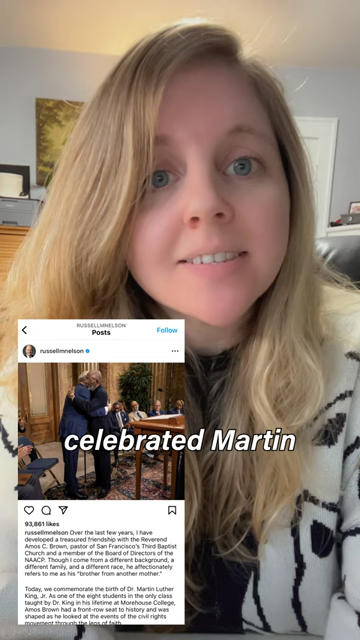 RUSSELLMNELSON
Posts
Follow
russellmnelson
celebrated Martin
93,861 likes
russellmnelson Over the last few years, I have
developed a treasured friendship with the Reverend
Amos C. Brown, pastor of San Francisco's Third Baptist
Church and a member of the Board of Directors of the
NAACP. Though I come from a different background, a
different family, and a different race, he affectionately
refers to me as his "brother from another mother."
Today, we commemorate the birth of Dr. Martin Luther
King, Jr. As one of the eight students in the only class
taught by Dr. King in his lifetime at Morehouse College,
Amos Brown had a front-row seat to history and was
shaped as he looked at the events of the civil rights
movement through the lens of faith.